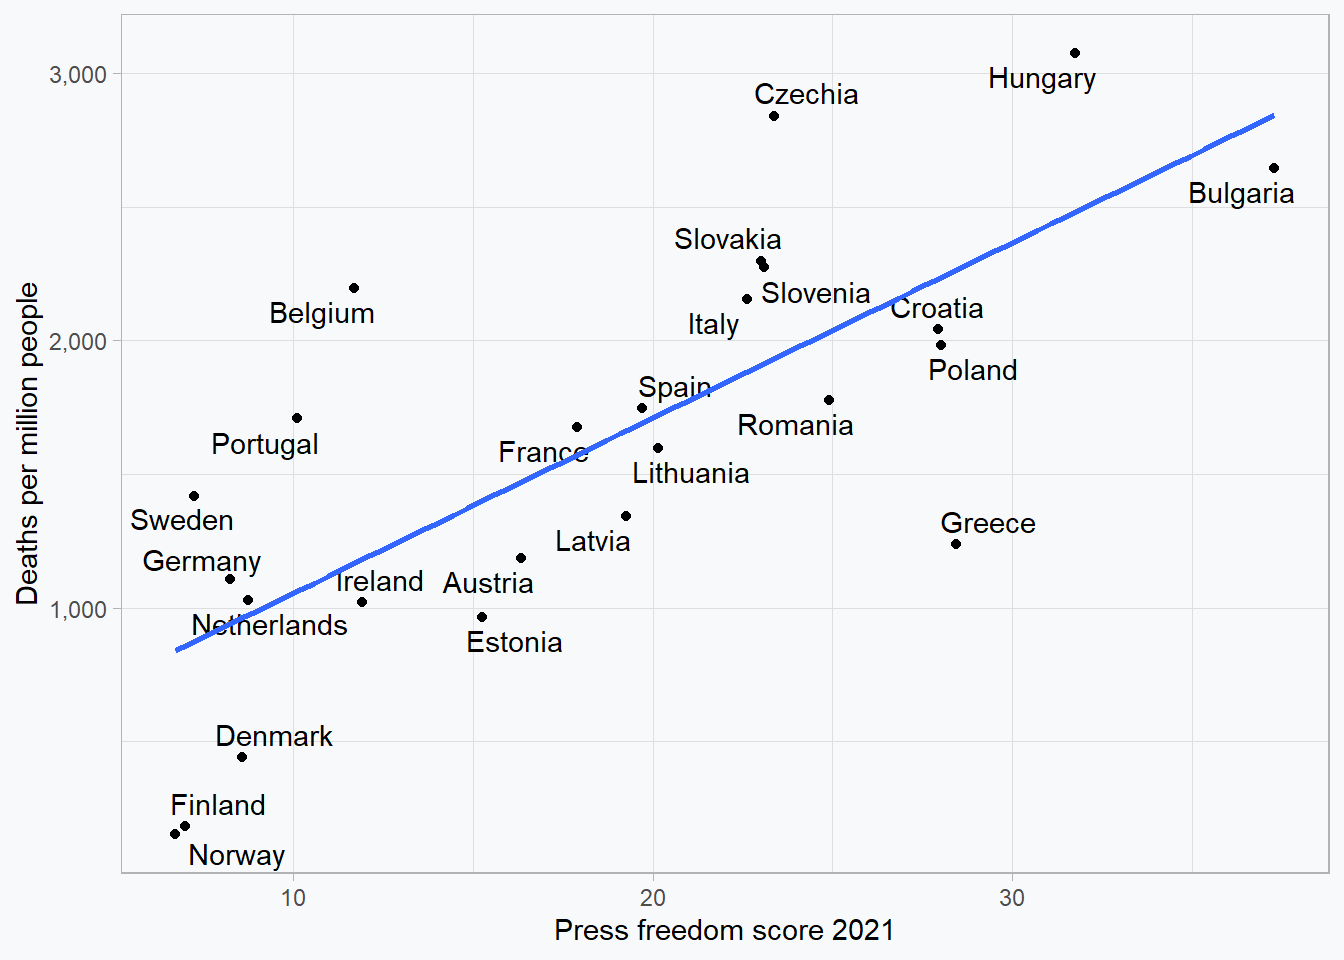 3,000
2,000
1,000
Deaths per million people
Hungary
Czechia
Bulgaria
Slovakia
Slovenia
Belgium
Italy
Croatia
Poland
Spain
Romania
Portugal
France
Lithuania
Sweden
Greece
Latvia
Germany
Ireland
Austria
Netherlands
Estonia
Denmark
Finland
Norway
10
20
30
Press freedom score 2021